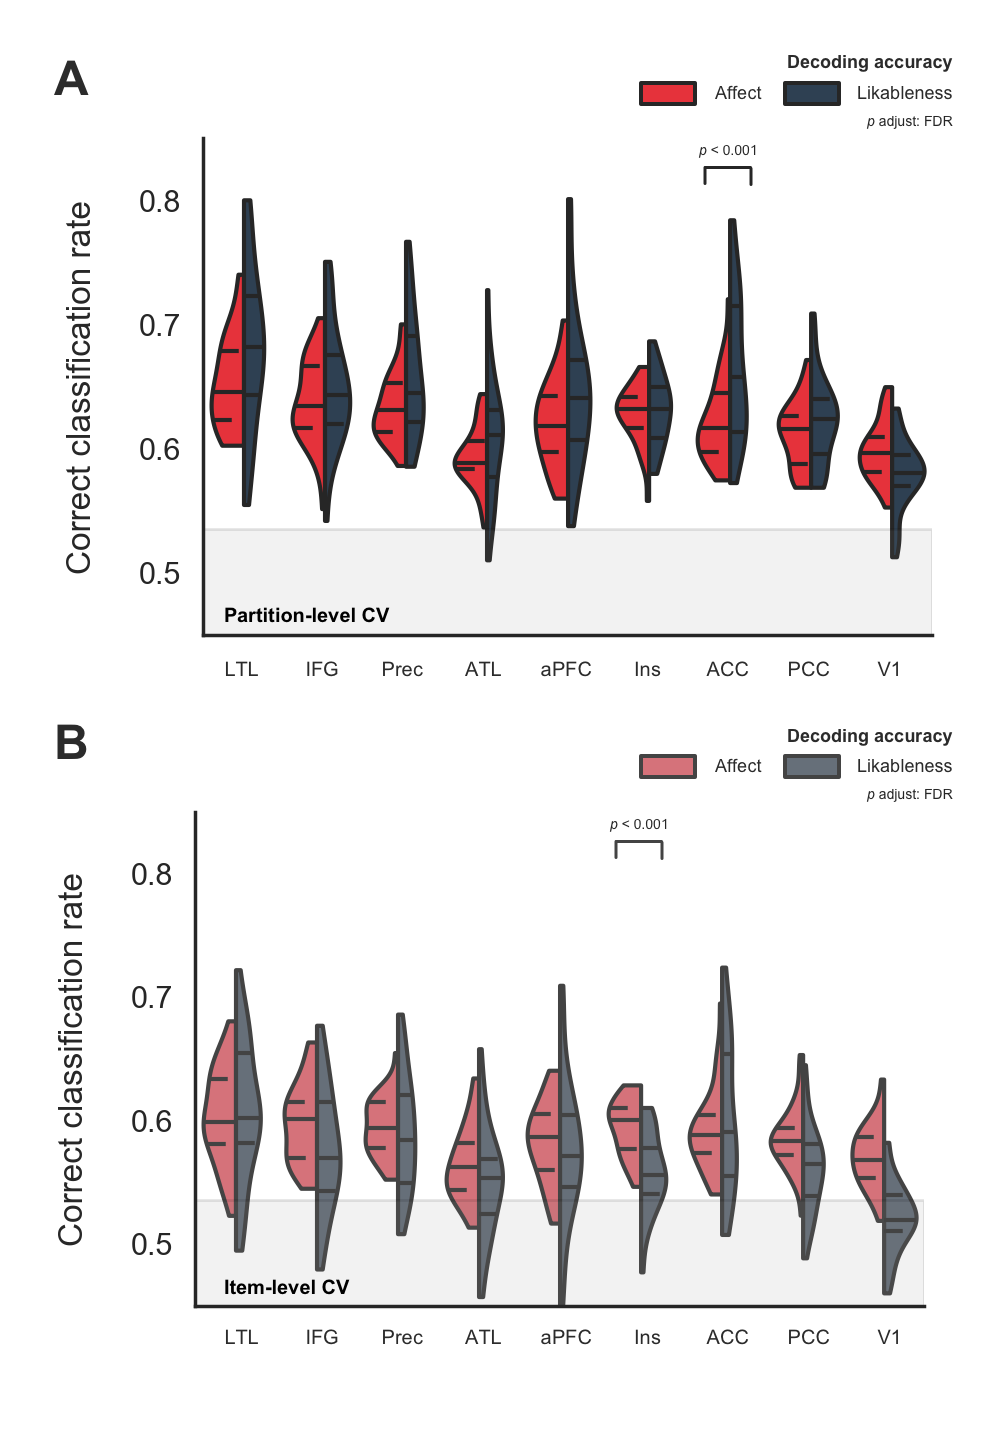 A
Decoding accuracy
Affect Likableness
p adjust: FDR
p < 0.001
Correct classification rate
0.8
0.7
0.6
0.5
Partition-level CV
LTL IFG Prec ATL aPFC Ins ACC PCC V1
B
Decoding accuracy
Affect Likableness
p adjust: FDR
p < 0.001
Correct classification rate
0.8
0.7
0.6
0.5
Item-level CV
LTL IFG Prec ATL aPFC Ins ACC PCC V1